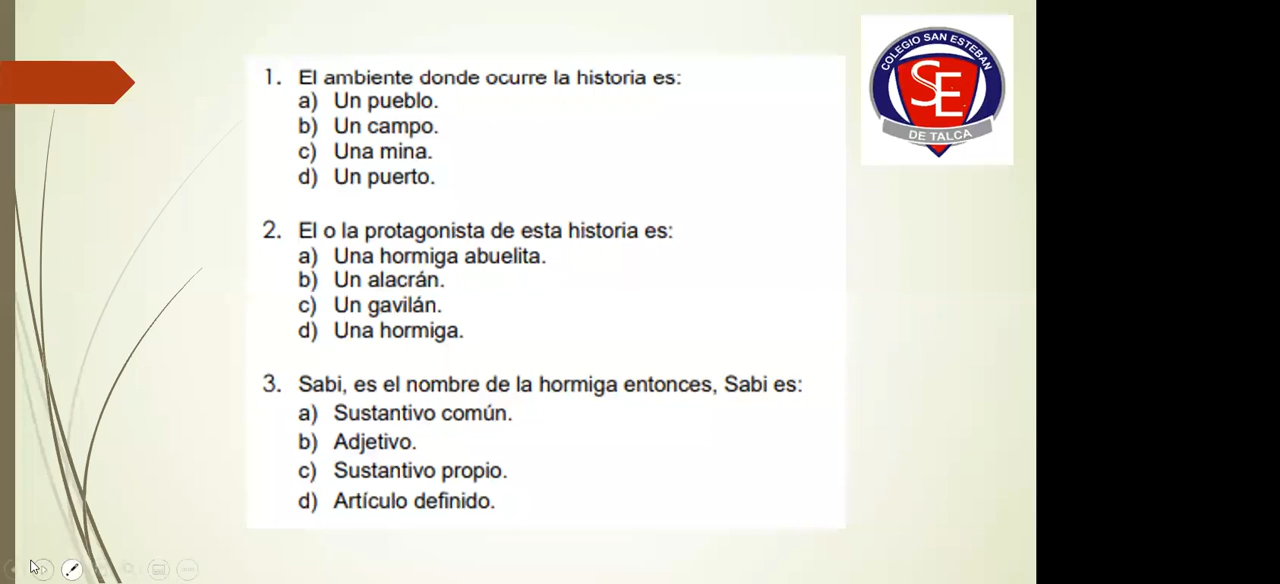 1. El ambiente donde ocurre la historia es:
a) Un pueblo.
b) Un campo.
c) Una mina.
d) Un puerto.
2. El o la protagonista de esta historia es:
a) Una hormiga abuelita.
b) Un alacrán.
c) Un gavilán.
d) Una hormiga.
3. Sabi, es el nombre de la hormiga entonces, Sabi es:
a) Sustantivo común.
b) Adjetivo.
c) Sustantivo propio.
d) Artículo definido.
COLEGIO SAN ESTEBAN
SE
DE TALCA